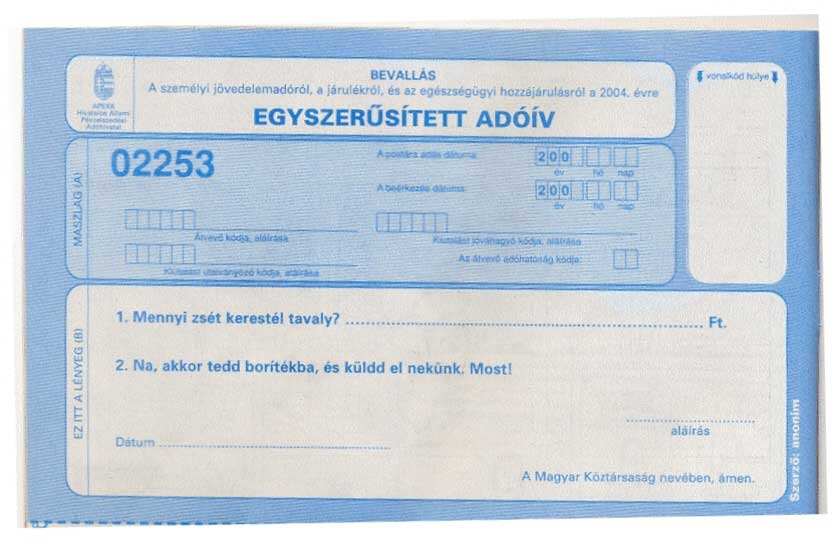 BEVALLÁS
A személyi jövedelemadóról, a járulékról, és az egészségügyi hozzájárulásról a 2004. évre
EGYSZERŰSÍTETT ADÓÍV
APEKK
Hivatalos Állami
Pénzelszedési
Adóhivatal
vonalkód hülye
MASZLAG (A)
02253
A postára adás dátuma:
200
év hó nap
A beérkezés dátuma:
200
év hó nap
Átvevő kódja, aláírása
Kiutalást jóváhagyó kódja, aláírása
Kiutalást utalványozó kódja, aláírása
Az átvevő adóhatóság kódja:
EZ ITT A LÉNYEG (B)
1. Mennyi zsét kerestél tavaly? ........ Ft.
2. Na, akkor tedd borítékba, és küldd el nekünk. Most!
aláírás
Dátum ........
A Magyar Köztársaság nevében, ámen.
Szerző: anonim